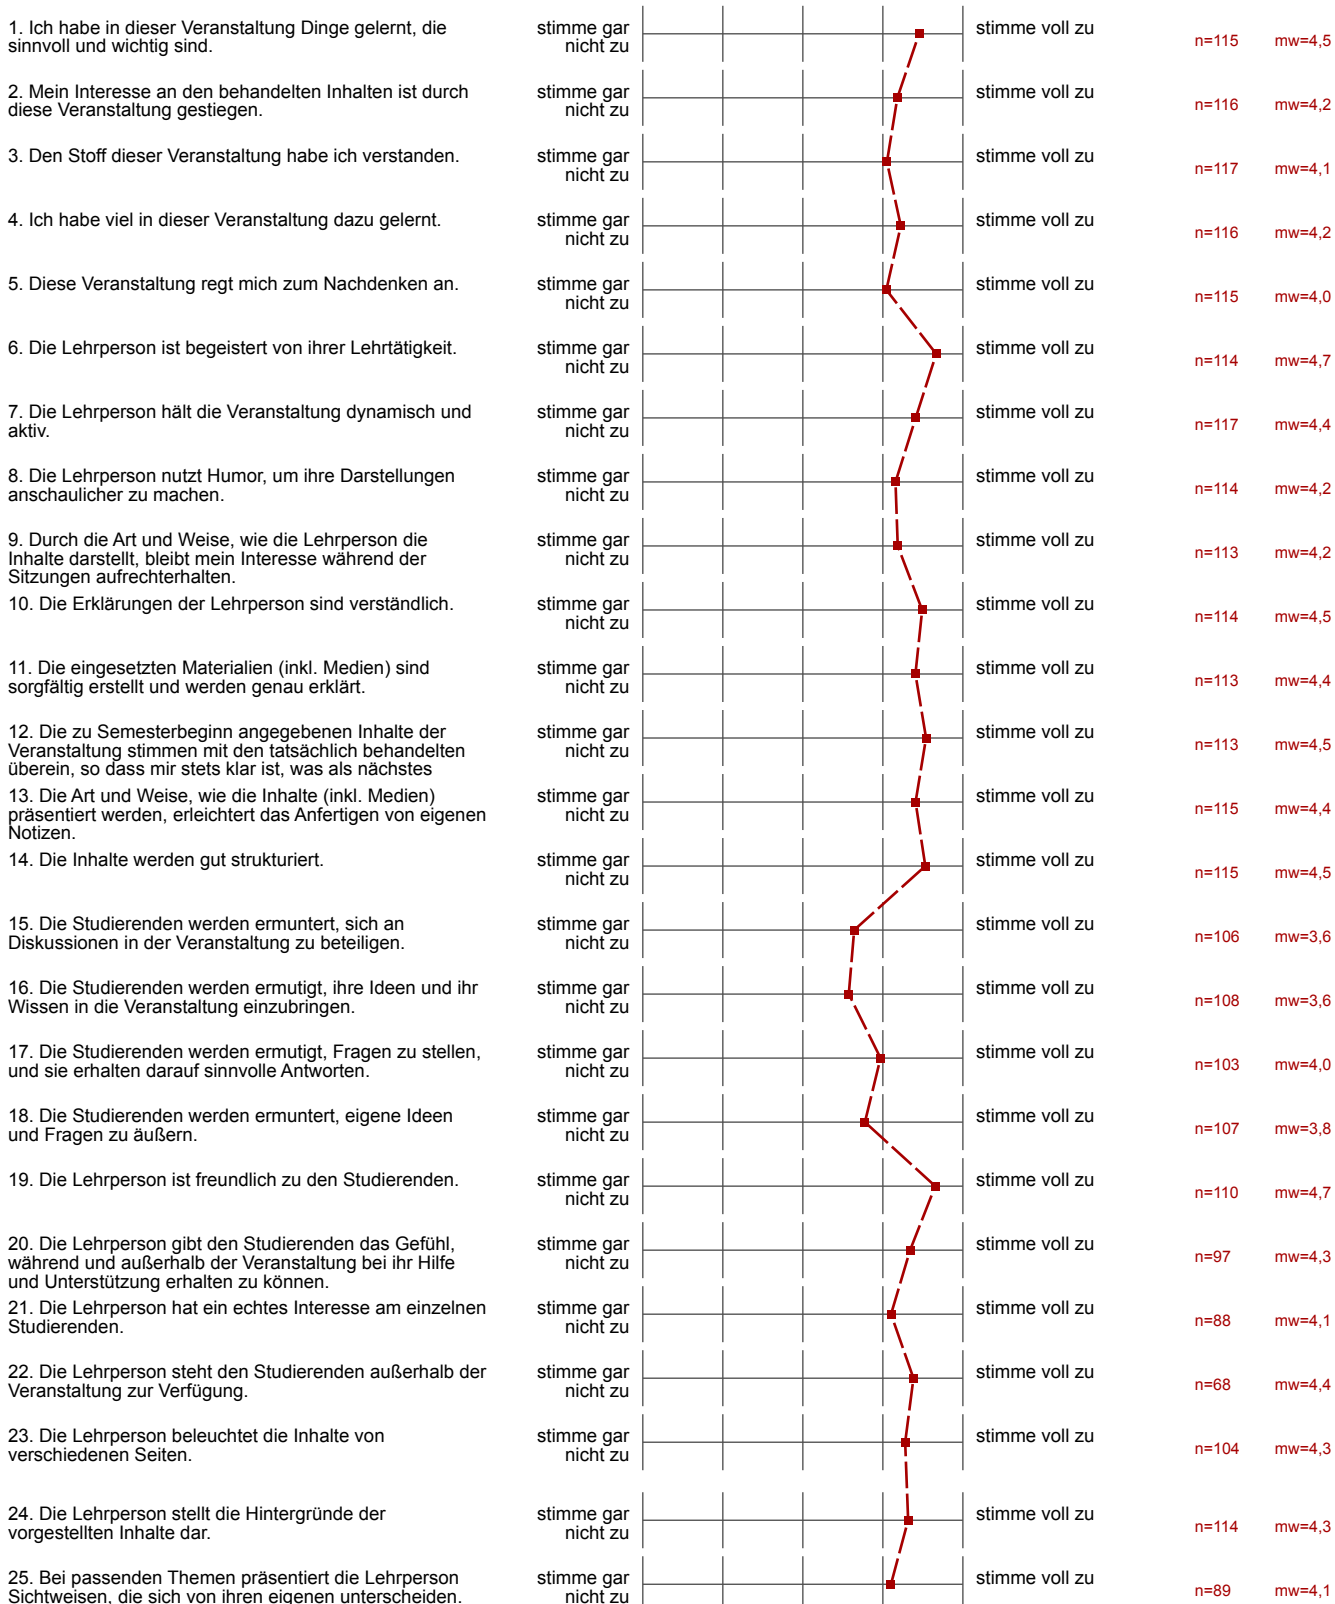 1. Ich habe in dieser Veranstaltung Dinge gelernt, die
sinnvoll und wichtig sind.
stimme gar
nicht zu
stimme voll zu
n=115
mw=4,5
2. Mein Interesse an den behandelten Inhalten ist durch
diese Veranstaltung gestiegen.
stimme gar
nicht zu
stimme voll zu
n=116
mw=4,2
3. Den Stoff dieser Veranstaltung habe ich verstanden.
stimme gar
nicht zu
stimme voll zu
n=117
mw=4,1
4. Ich habe viel in dieser Veranstaltung dazu gelernt.
stimme gar
nicht zu
stimme voll zu
n=116
mw=4,2
5. Diese Veranstaltung regt mich zum Nachdenken an.
stimme gar
nicht zu
stimme voll zu
n=115
mw=4,0
6. Die Lehrperson ist begeistert von ihrer Lehrtätigkeit.
stimme gar
nicht zu
stimme voll zu
n=114
mw=4,7
7. Die Lehrperson hält die Veranstaltung dynamisch und
aktiv.
stimme gar
nicht zu
stimme voll zu
n=117
mw=4,4
8. Die Lehrperson nutzt Humor, um ihre Darstellungen
anschaulicher zu machen.
stimme gar
nicht zu
stimme voll zu
n=114
mw=4,2
9. Durch die Art und Weise, wie die Lehrperson die
Inhalte darstellt, bleibt mein Interesse während der
Sitzungen aufrechterhalten.
stimme gar
nicht zu
stimme voll zu
n=113
mw=4,2
10. Die Erklärungen der Lehrperson sind verständlich.
stimme gar
nicht zu
stimme voll zu
n=114
mw=4,5
11. Die eingesetzten Materialien (inkl. Medien) sind
sorgfältig erstellt und werden genau erklärt.
stimme gar
nicht zu
stimme voll zu
n=113
mw=4,4
12. Die zu Semesterbeginn angegebenen Inhalte der
Veranstaltung stimmen mit den tatsächlich behandelten
überein, so dass mir stets klar ist, was als nächstes
stimme gar
nicht zu
stimme voll zu
n=113
mw=4,5
13. Die Art und Weise, wie die Inhalte (inkl. Medien)
präsentiert werden, erleichtert das Anfertigen von eigenen
Notizen.
stimme gar
nicht zu
stimme voll zu
n=115
mw=4,4
14. Die Inhalte werden gut strukturiert.
stimme gar
nicht zu
stimme voll zu
n=115
mw=4,5
15. Die Studierenden werden ermuntert, sich an
Diskussionen in der Veranstaltung zu beteiligen.
stimme gar
nicht zu
stimme voll zu
n=106
mw=3,6
16. Die Studierenden werden ermutigt, ihre Ideen und ihr
Wissen in die Veranstaltung einzubringen.
stimme gar
nicht zu
stimme voll zu
n=108
mw=3,6
17. Die Studierenden werden ermutigt, Fragen zu stellen,
und sie erhalten darauf sinnvolle Antworten.
stimme gar
nicht zu
stimme voll zu
n=103
mw=4,0
18. Die Studierenden werden ermuntert, eigene Ideen
und Fragen zu äußern.
stimme gar
nicht zu
stimme voll zu
n=107
mw=3,8
19. Die Lehrperson ist freundlich zu den Studierenden.
stimme gar
nicht zu
stimme voll zu
n=110
mw=4,7
20. Die Lehrperson gibt den Studierenden das Gefühl,
während und außerhalb der Veranstaltung bei ihr Hilfe
und Unterstützung erhalten zu können.
stimme gar
nicht zu
stimme voll zu
n=97
mw=4,3
21. Die Lehrperson hat ein echtes Interesse am einzelnen
Studierenden.
stimme gar
nicht zu
stimme voll zu
n=88
mw=4,1
22. Die Lehrperson steht den Studierenden außerhalb der
Veranstaltung zur Verfügung.
stimme gar
nicht zu
stimme voll zu
n=68
mw=4,4
23. Die Lehrperson beleuchtet die Inhalte von
verschiedenen Seiten.
stimme gar
nicht zu
stimme voll zu
n=104
mw=4,3
24. Die Lehrperson stellt die Hintergründe der
vorgestellten Inhalte dar.
stimme gar
nicht zu
stimme voll zu
n=114
mw=4,3
25. Bei passenden Themen präsentiert die Lehrperson
Sichtweisen, die sich von ihren eigenen unterscheiden.
stimme gar
nicht zu
stimme voll zu
n=89
mw=4,1